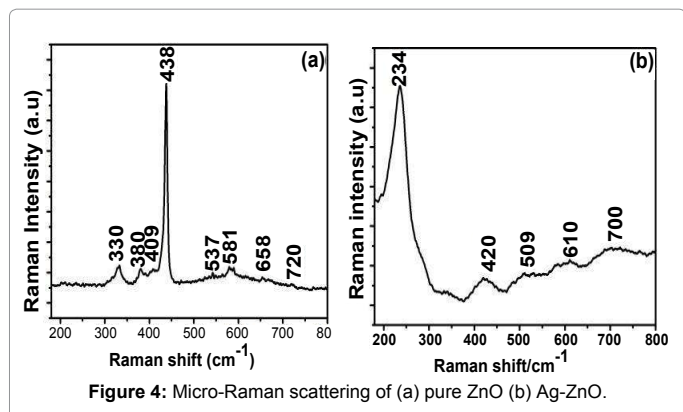 (a)
438
330
380
409
537
581
658
720
Raman Intensity (a.u)
200 300 400 500 600 700 80
Raman shift (cm-1)
(b)
234
420
509
610
700
Raman intensity (a.u)
200 300 400 500 600 700 800
Raman shift/cm-1
Figure 4: Micro-Raman scattering of (a) pure ZnO (b) Ag-ZnO.